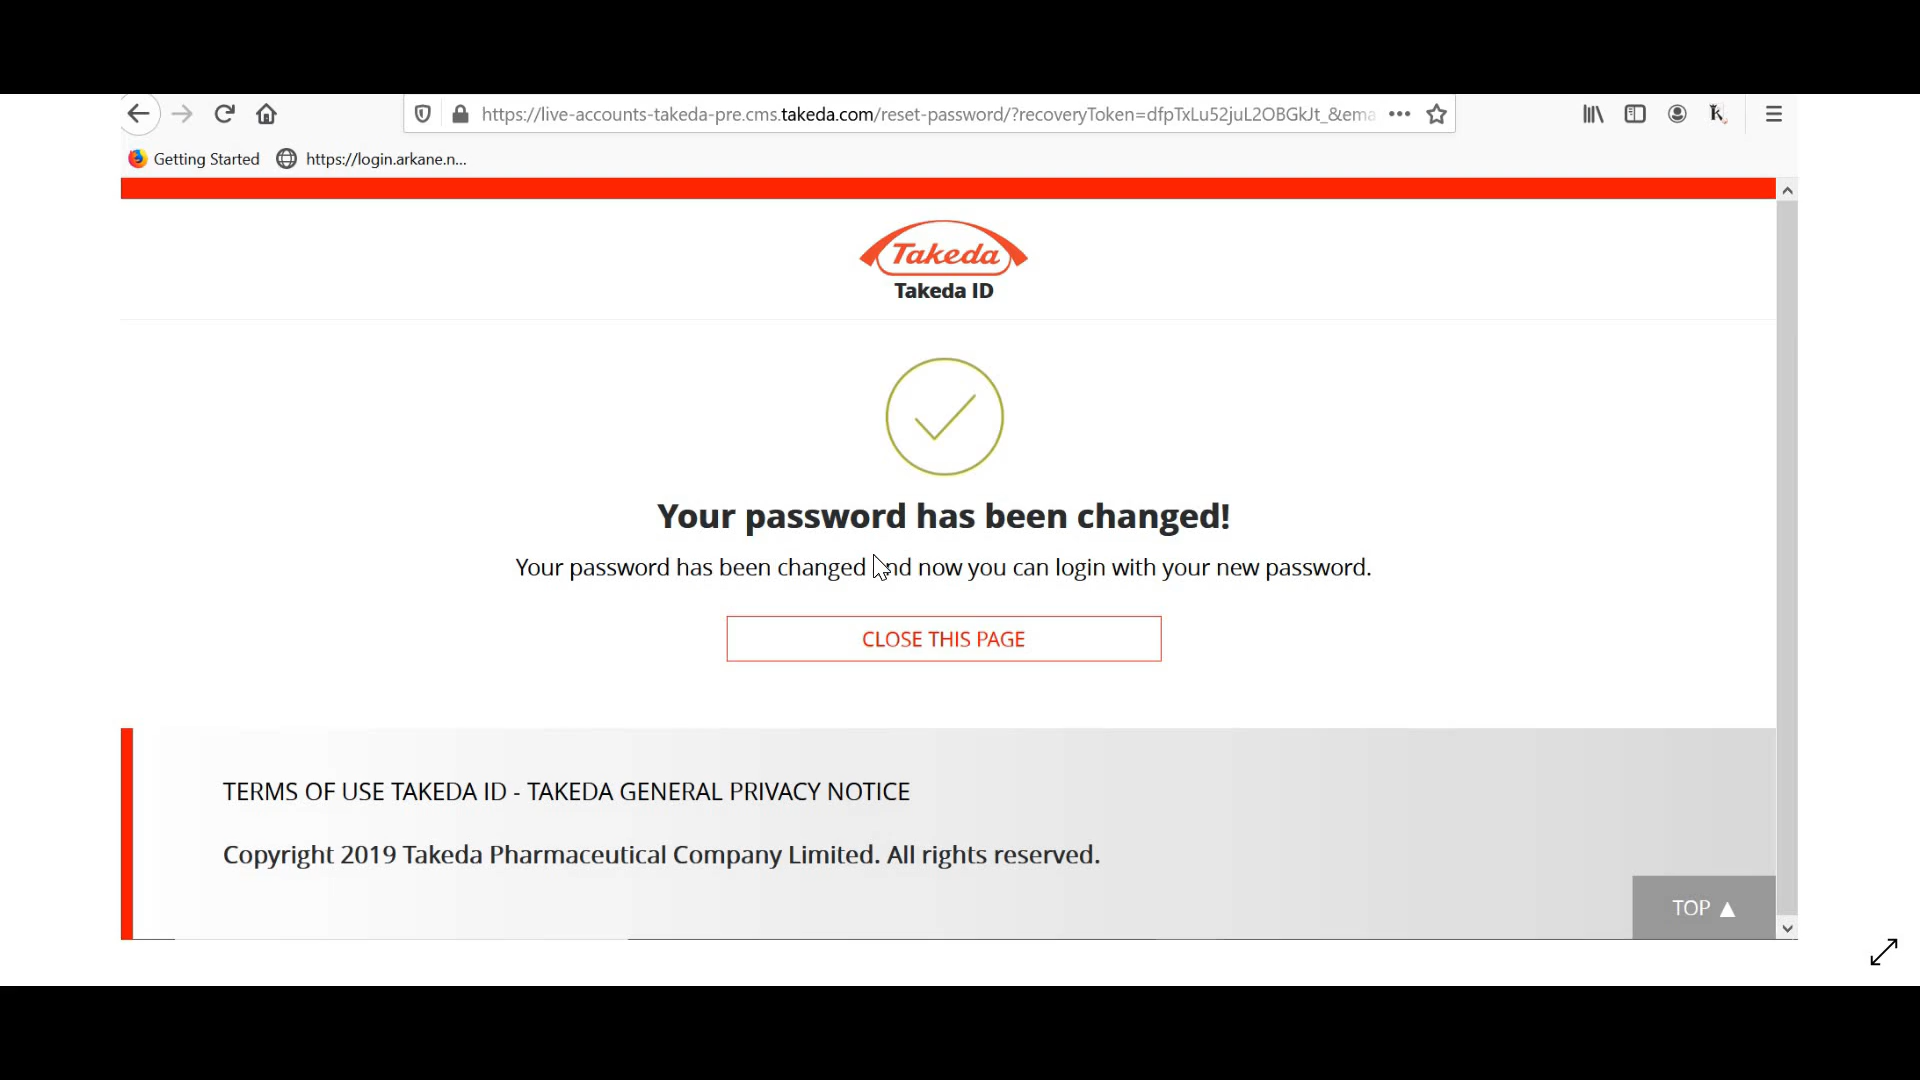 https://live-accounts-takeda-pre.cms.takeda.com/reset-password/?recoveryToken=dfpTxLu52juL2OBGkJt_&ema
Getting Started https://login.arkane.n...
Takeda
Takeda ID
Your password has been changed!
Your password has been changed and now you can login with your new password.
CLOSE THIS PAGE
TERMS OF USE TAKEDA ID - TAKEDA GENERAL PRIVACY NOTICE
Copyright 2019 Takeda Pharmaceutical Company Limited. All rights reserved.
TOP ▲